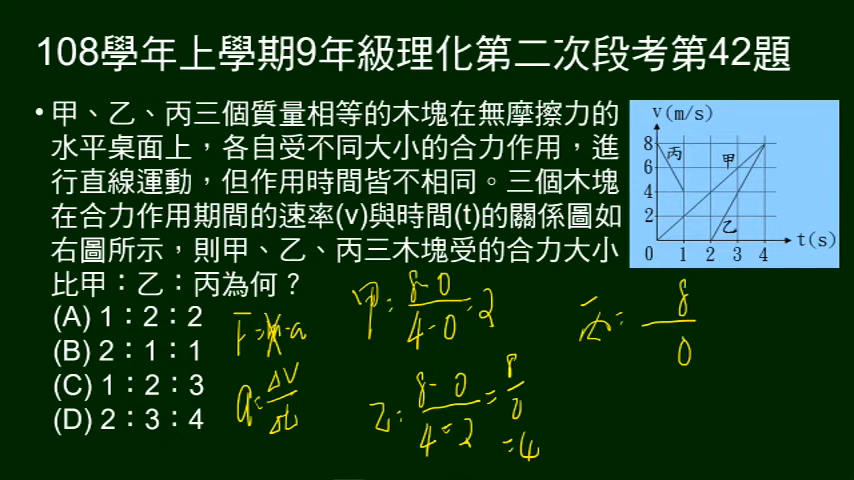 108學年上學期9年級理化第二次段考第42題
• 甲、乙、丙三個質量相等的木塊在無摩擦力的
水平桌面上，各自受不同大小的合力作用，進
行直線運動，但作用時間皆不相同。三個木塊
在合力作用期間的速率(v)與時間(t)的關係圖如
右圖所示，則甲、乙、丙三木塊受的合力大小
比甲：乙：丙為何？
(A) 1：2：2
(B) 2：1：1
(C) 1：2：3
(D) 2：3：4
v(m/s)
8
6
4
2
0 1 2 3 4 t(s)
丙
甲
乙
F=m·a
a=ΔV/Δt
甲=8-0/4-0=2
乙=8-0/4-2=8/2
=4
丙=8/0